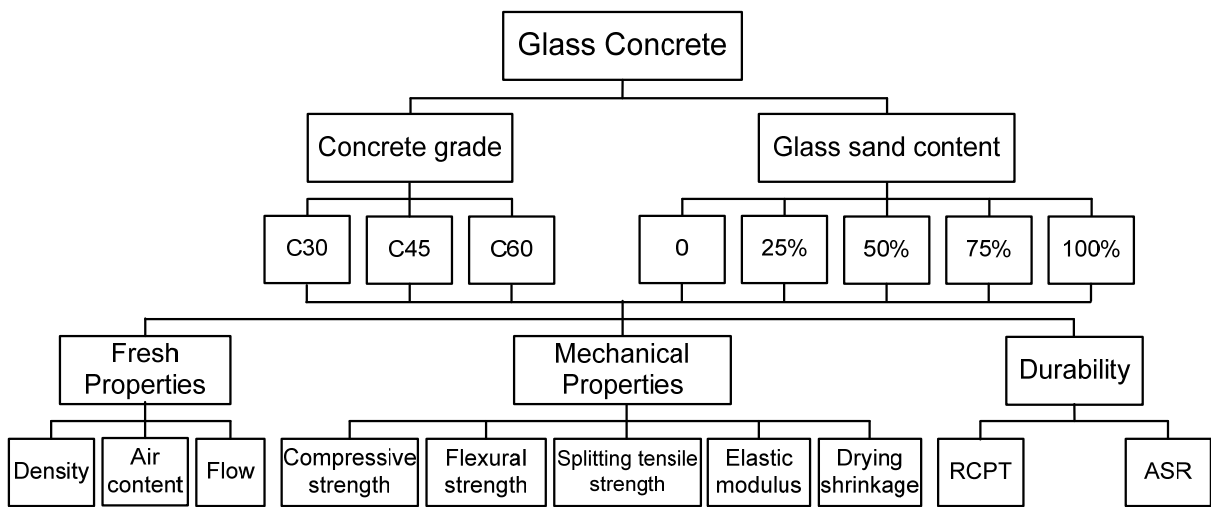 Glass Concrete
Concrete grade
Glass sand content
C30
C45
C60
0
25%
50%
75%
100%
Fresh
Properties
Mechanical
Properties
Durability
Density
Air
content
Flow
Compressive
strength
Flexural
strength
Splitting tensile
strength
Elastic
modulus
Drying
shrinkage
RCPT
ASR